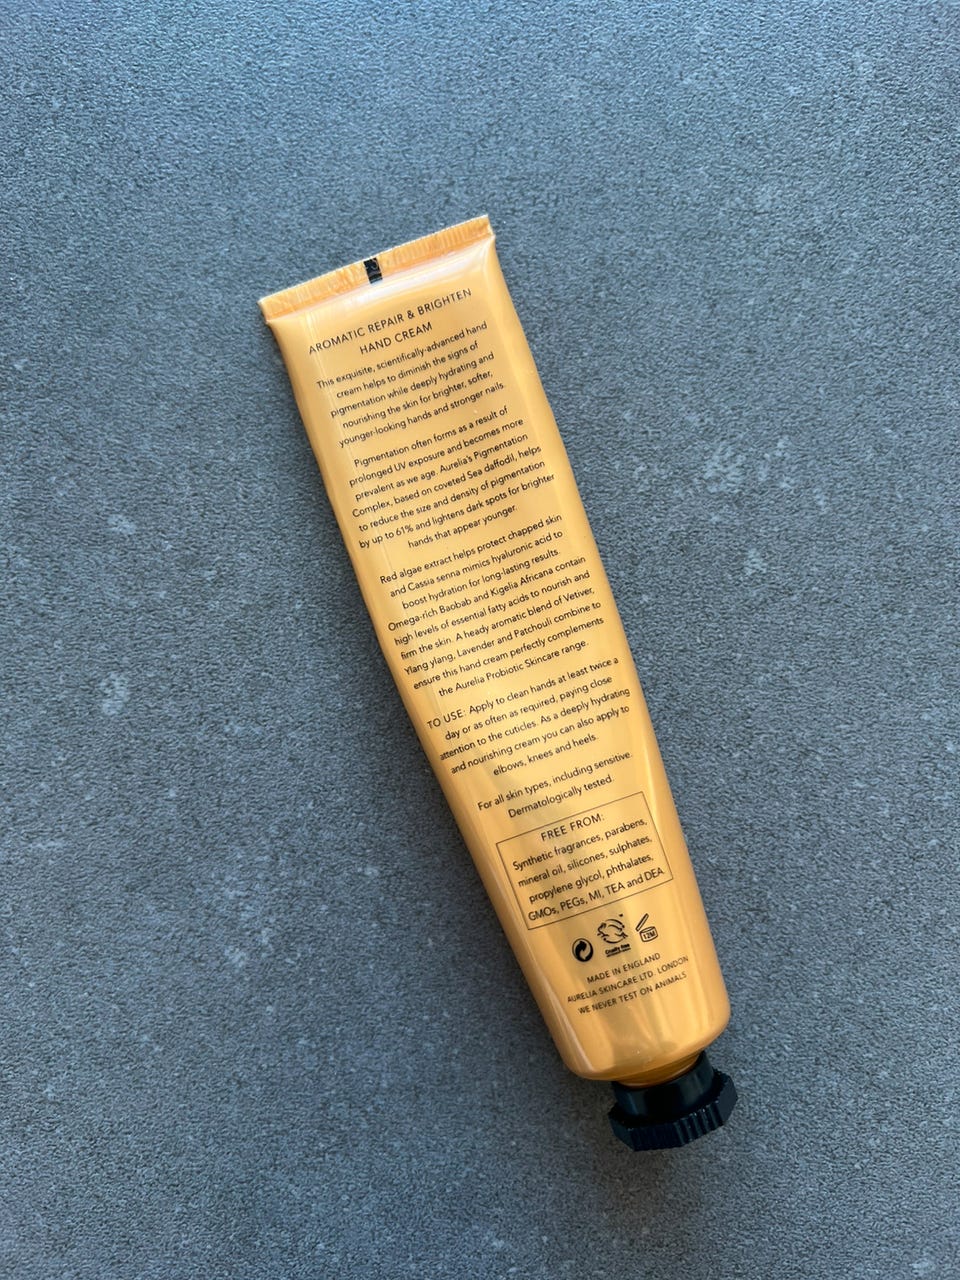 AROMATIC REPAIR & BRIGHTEN
HAND CREAM
This exquisite, scientifically-advanced hand
cream helps to diminish the signs of
pigmentation while deeply hydrating and
nourishing the skin for brighter, softer,
younger-looking hands and stronger nails.
Pigmentation often forms as a result of
prolonged UV exposure and becomes more
prevalent as we age. Aurelia's Pigmentation
Complex, based on coveted Sea daffodil, helps
to reduce the size and density of pigmentation
by up to 61% and lightens dark spots for brighter
hands that appear younger.
Red algae extract helps protect chapped skin
and Cassia senna mimics hyaluronic acid to
boost hydration for long-lasting results.
Omega-rich Baobab and Kigelia Africana contain
high levels of essential fatty acids to nourish and
firm the skin. A heady aromatic blend of Vetiver,
Ylang ylang, Lavender and Patchouli combine to
ensure this hand cream perfectly complements
the Aurelia Probiotic Skincare range.
TO USE: Apply to clean hands at least twice a
day or as often as required, paying close
attention to the cuticles. As a deeply hydrating
and nourishing cream you can also apply to
elbows, knees and heels.
For all skin types, including sensitive.
Dermatologically tested.
FREE FROM:
Synthetic fragrances, parabens,
mineral oil, silicones, sulphates,
propylene glycol, phthalates,
GMOs, PEGs, MI, TEA and DEA.
Cruelty free
12M
MADE IN ENGLAND
AURELIA SKINCARE LTD. LONDON
WE NEVER TEST ON ANIMALS